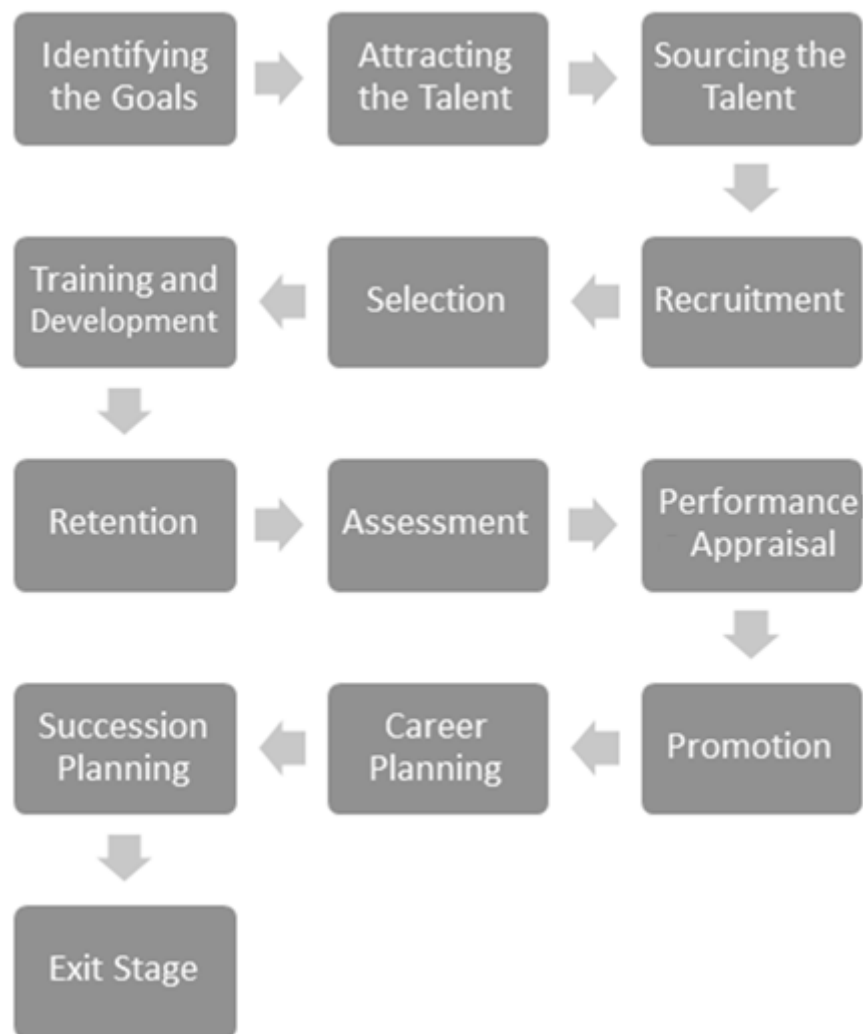 Identifying
the Goals
Attracting
the Talent
Sourcing the
Talent
Recruitment
Selection
Training and
Development
Retention
Assessment
Performance
Appraisal
Promotion
Career
Planning
Succession
Planning
Exit Stage